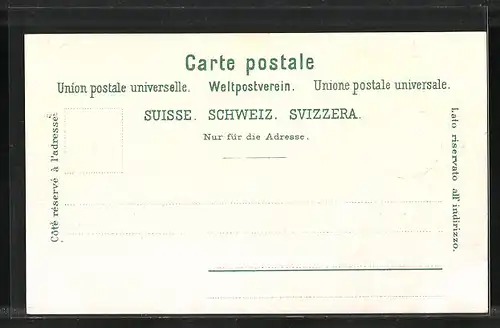 Carte postale
Union postale universelle. Weltpostverein. Unione postale universale.
SUISSE. SCHWEIZ. SVIZZERA.
Nur für die Adresse.
Côté réservé à l'adresse.
Lato riservato all' indirizzo.